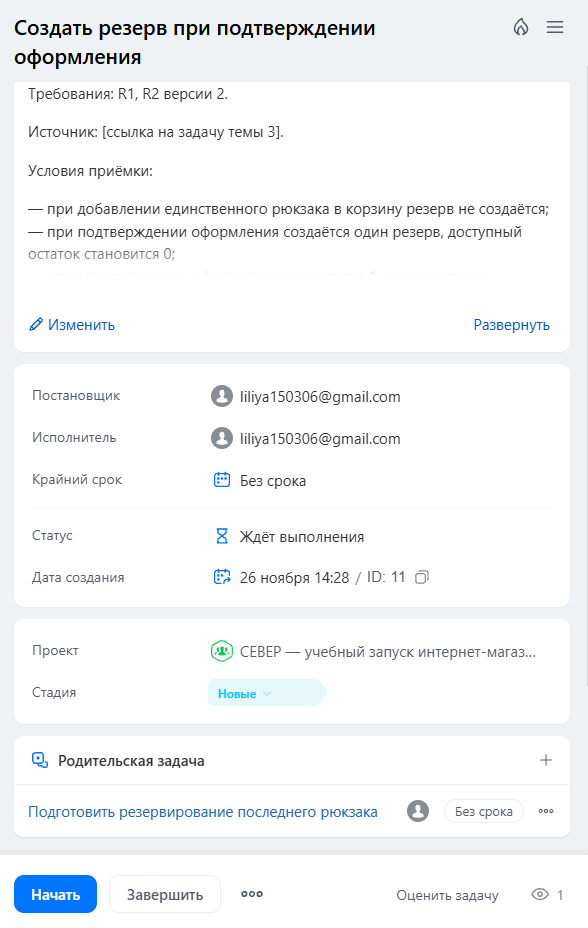 Создать резерв при подтверждении
оформления
Требования: R1, R2 версии 2.
Источник: [ссылка на задачу темы 3].
Условия приёмки:
— при добавлении единственного рюкзака в корзину резерв не создаётся;
— при подтверждении оформления создаётся один резерв, доступный
остаток становится 0;
Изменить
Развернуть
Постановщик
liliya150306@gmail.com
Исполнитель
liliya150306@gmail.com
Крайний срок
Без срока
Статус
Ждёт выполнения
Дата создания
26 ноября 14:28 / ID: 11
Проект
СЕВЕР — учебный запуск интернет-магаз...
Стадия
Новые
Родительская задача
Подготовить резервирование последнего рюкзака
Без срока
Начать
Завершить
Оценить задачу
1